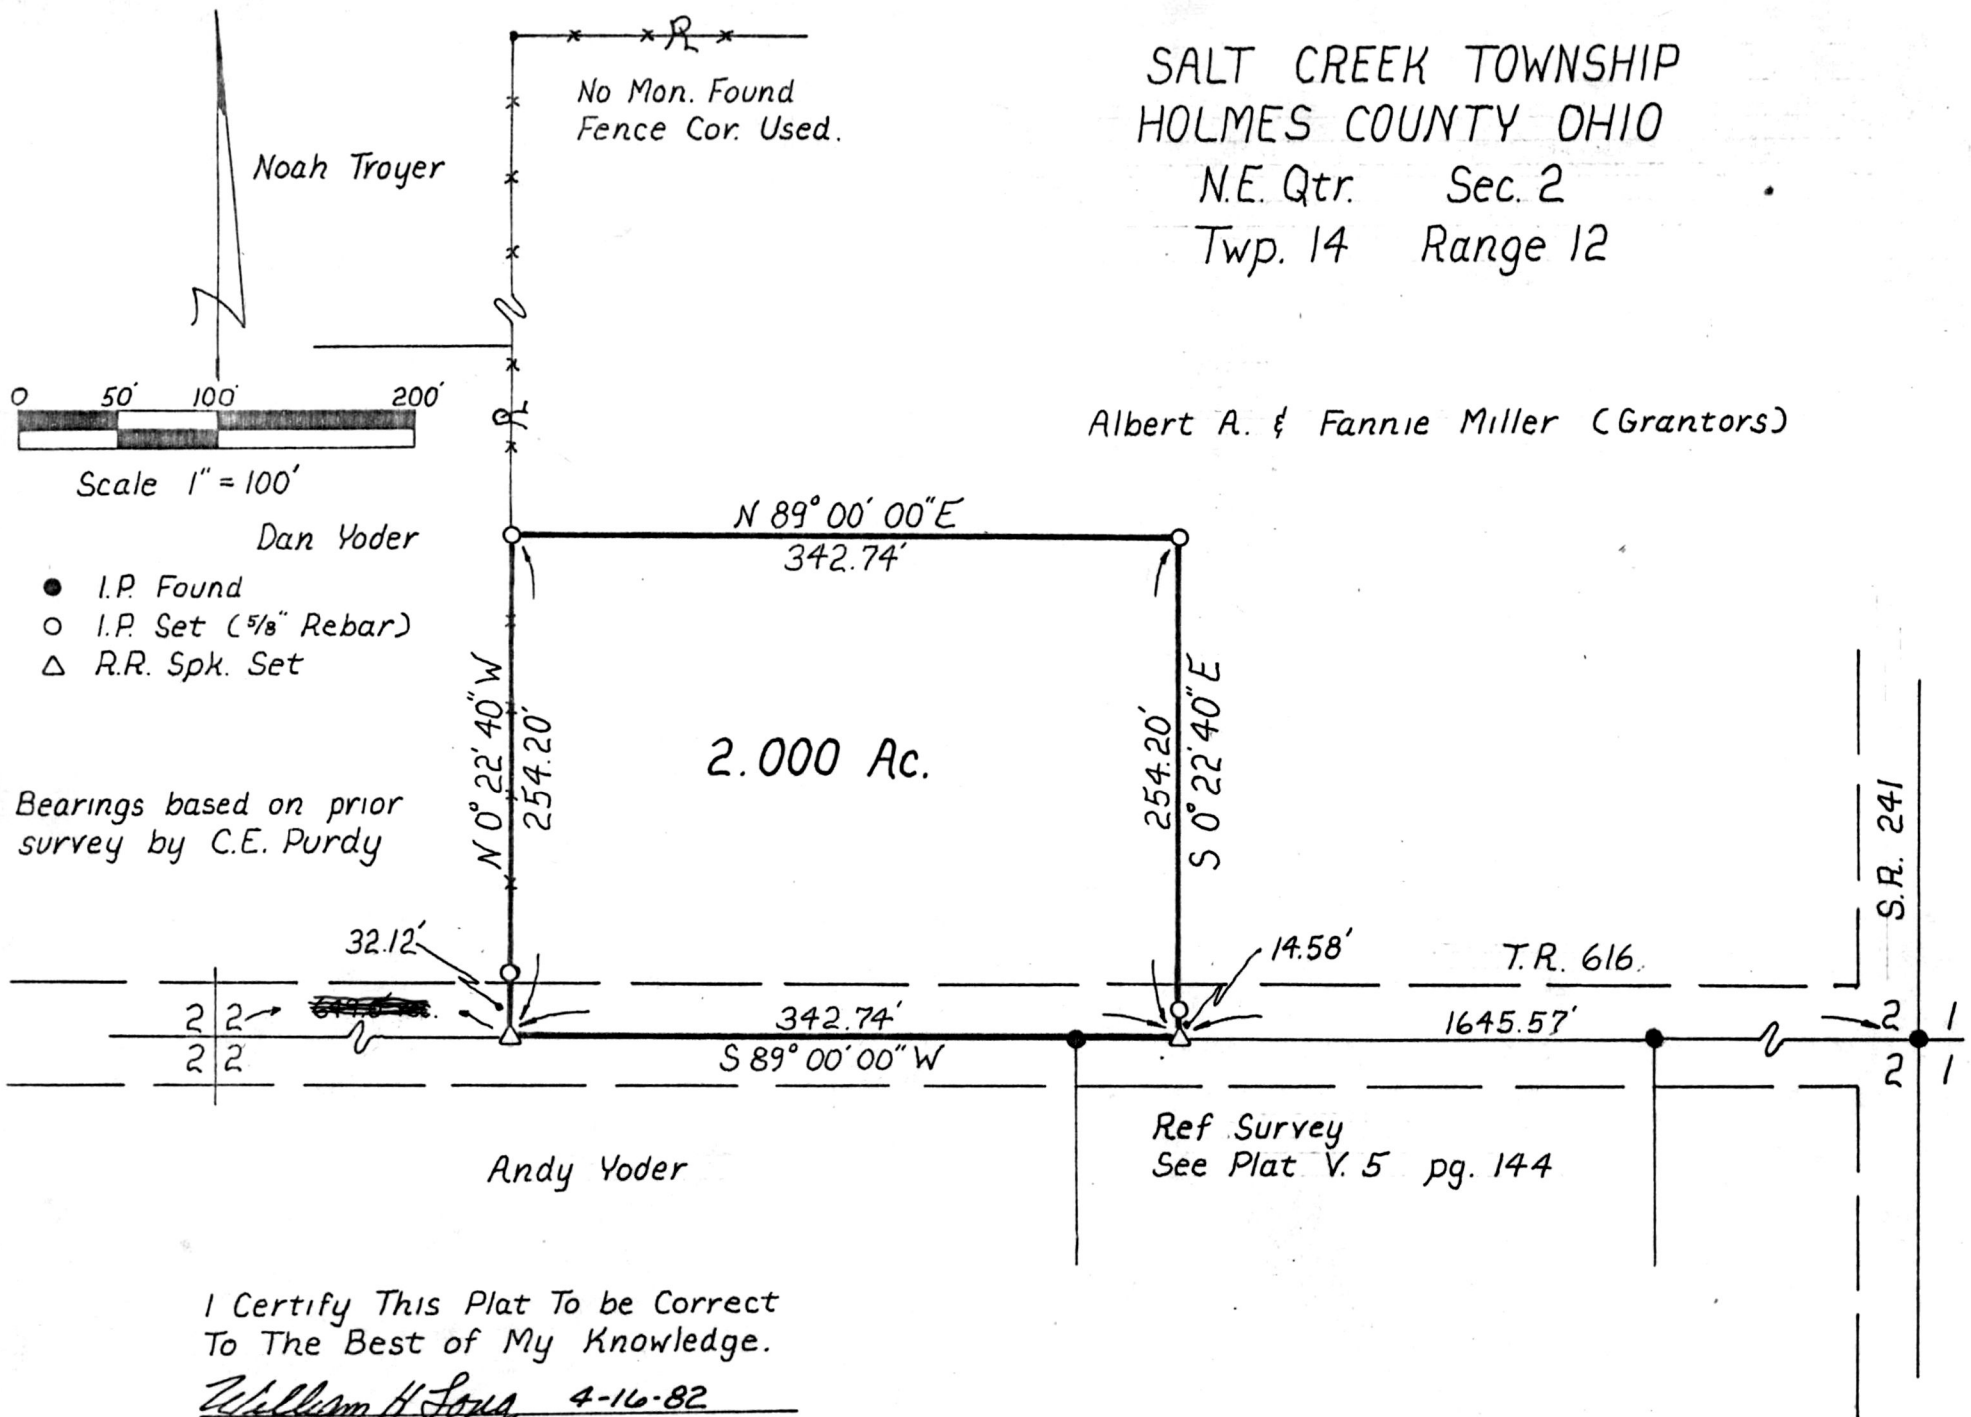 SALT CREEK TOWNSHIP
HOLMES COUNTY OHIO
N.E. Qtr. Sec. 2
Twp. 14 Range 12
No Mon. Found
Fence Cor. Used.
Noah Troyer
0 50' 100' 200'
Scale 1" = 100'
Albert A. & Fannie Miller (Grantors)
Dan Yoder
I.P. Found
I.P. Set (5/8" Rebar)
R.R. Spk. Set
N 89° 00' 00" E
342.74'
N 0° 22' 40" W
254.20'
2.000 Ac.
254.20'
S 0° 22' 40" E
Bearings based on prior
survey by C.E. Purdy
S.R. 241
32.12'
14.58'
T.R. 616
2 2
342.74'
1645.57'
2 1
2 2
S 89° 00' 00" W
2 1
Ref Survey
See Plat V. 5 pg. 144
Andy Yoder
I Certify This Plat To be Correct
To The Best of My Knowledge.
William H Long 4-16-82